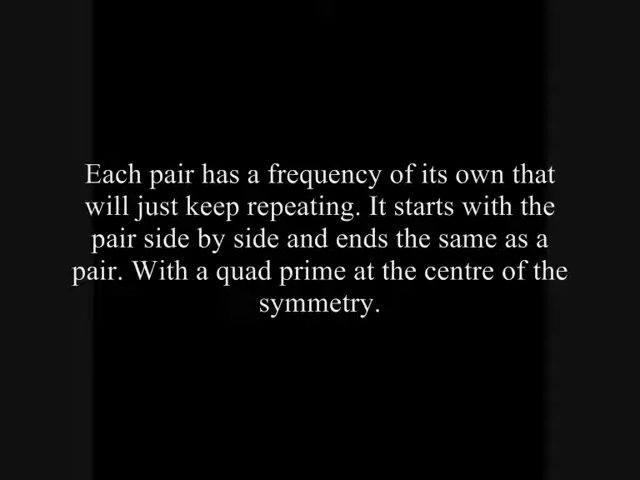 Each pair has a frequency of its own that
will just keep repeating. It starts with the
pair side by side and ends the same as a
pair. With a quad prime at the centre of the
symmetry.